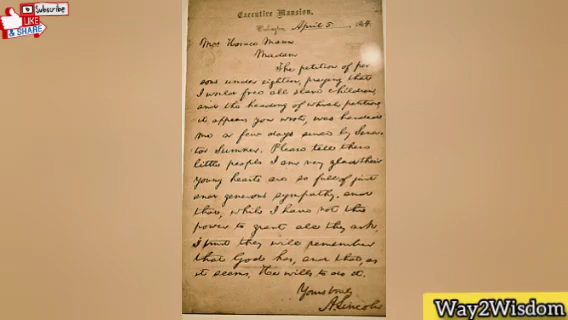 Subscribe
LIKE
& SHARE
Executive Mansion,
Washington, April 5, 1864.
Mrs Horace Mann
Madam
The petition of per
sons under eighteen, praying that
I would free all slave children,
and the heading of which petition
it appears you wrote, was handed
me a few days since by Sena
tor Sumner. Please tell these
little people I am very glad their
young hearts are so full of just
and generous sympathy, and
that, while I have not the
power to grant all they ask,
I trust they will remember
that God has, and that, as
it seems, He wills to do it.
Yours truly
A. Lincoln
Way2Wisdom